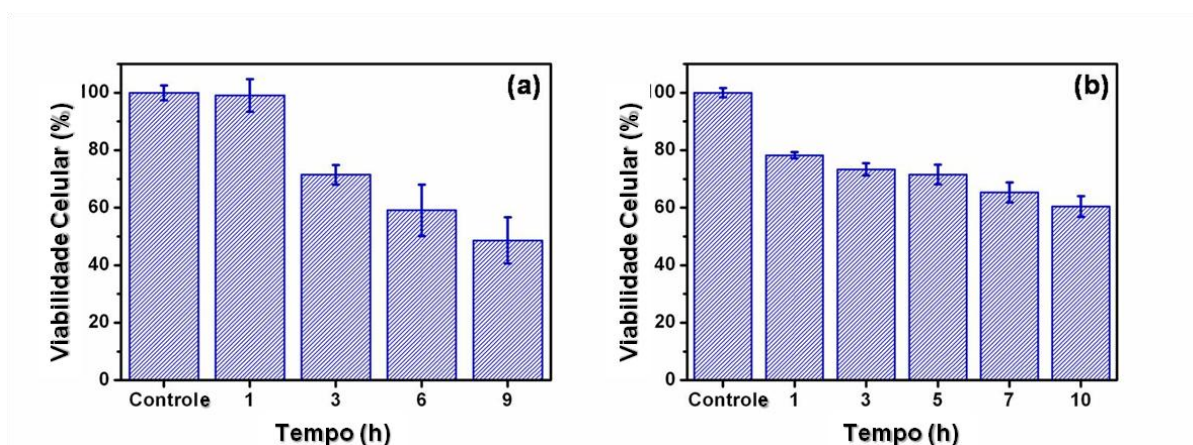 (a)
Viabilidade Celular (%)
100
80
60
40
20
0
Controle 1 3 6 9
Tempo (h)
(b)
Viabilidade Celular (%)
100
80
60
40
20
0
Controle 1 3 5 7 10
Tempo (h)